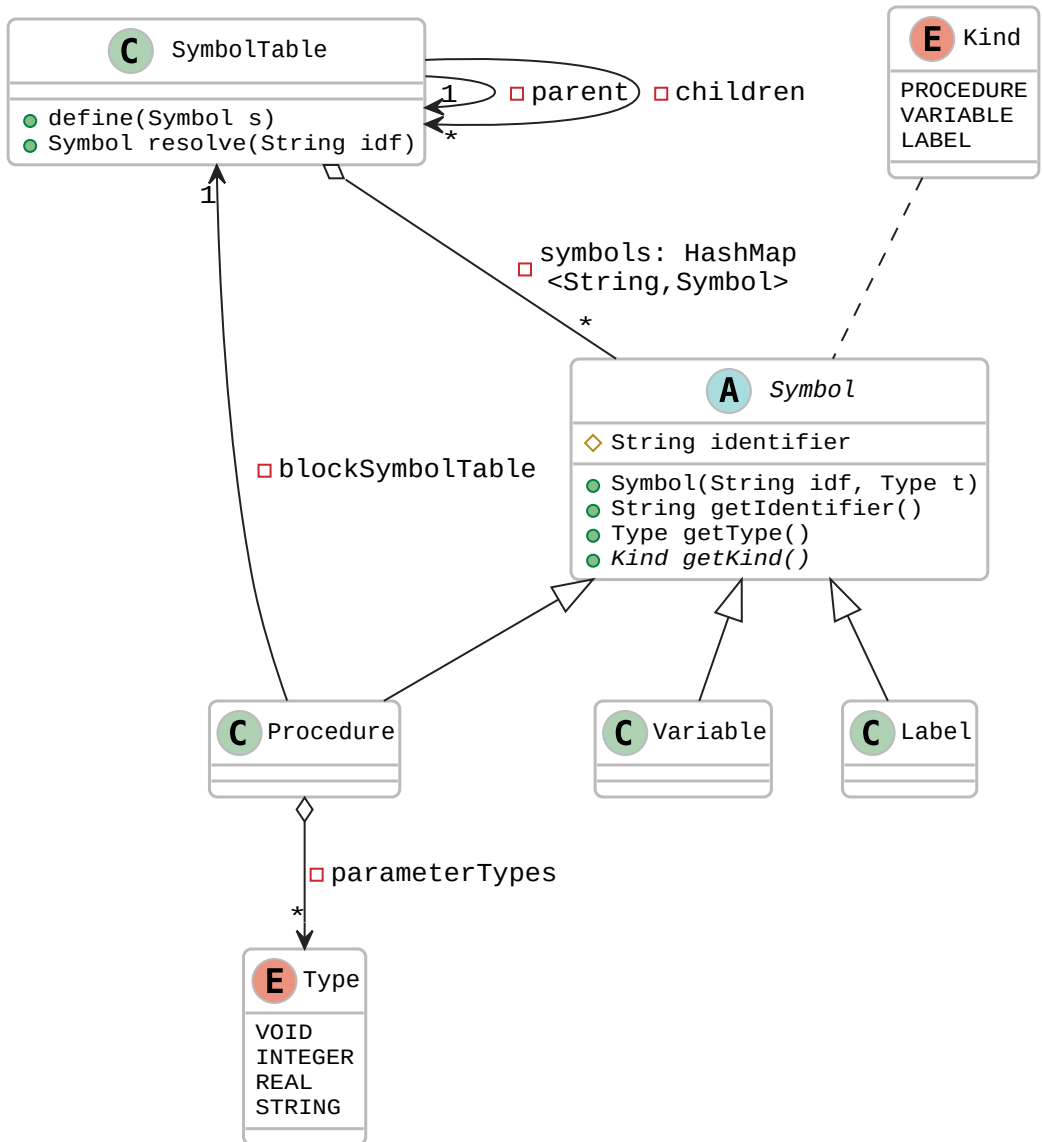 C SymbolTable
define(Symbol s)
Symbol resolve(String idf)
1
parent
children
*
E Kind
PROCEDURE
VARIABLE
LABEL
1
symbols: HashMap
<String,Symbol>
*
A Symbol
String identifier
Symbol(String idf, Type t)
String getIdentifier()
Type getType()
Kind getKind()
blockSymbolTable
C Procedure
C Variable
C Label
parameterTypes
*
E Type
VOID
INTEGER
REAL
STRING